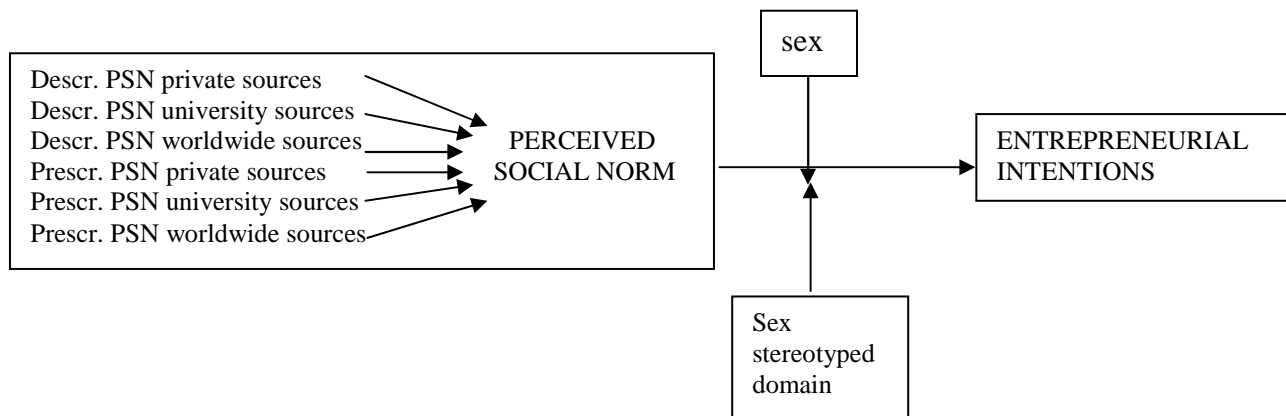 sex
Descr. PSN private sources
Descr. PSN university sources
Descr. PSN worldwide sources
Prescr. PSN private sources
Prescr. PSN university sources
Prescr. PSN worldwide sources
PERCEIVED
SOCIAL NORM
ENTREPRENEURIAL
INTENTIONS
Sex
stereotyped
domain